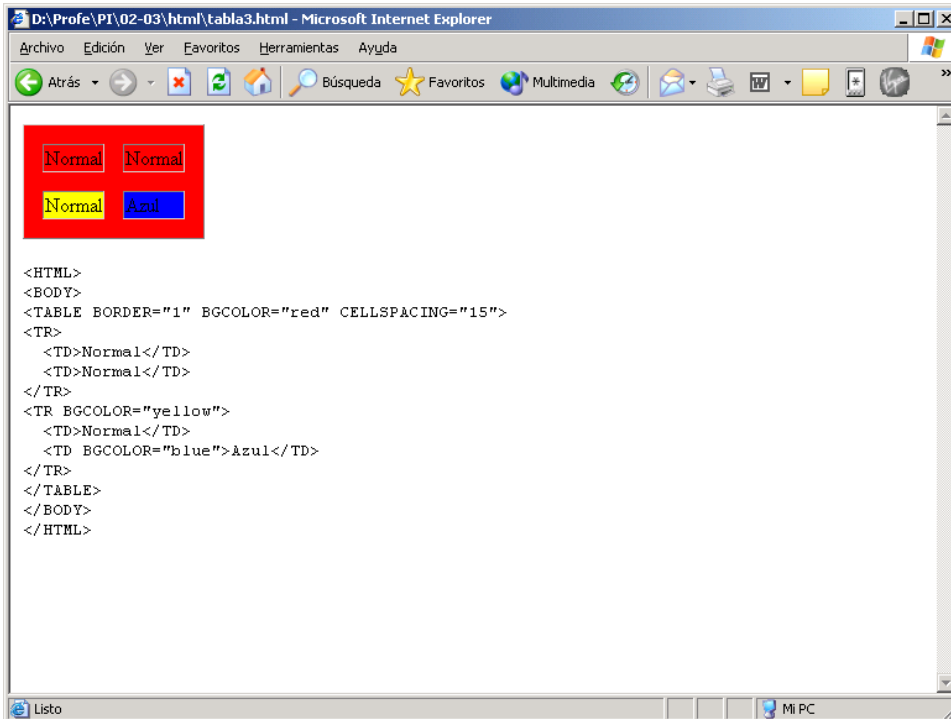 D:\Profe\PI\02-03\html\tabla3.html - Microsoft Internet Explorer
Archivo Edición Ver Favoritos Herramientas Ayuda
Atrás Búsqueda Favoritos Multimedia »
Normal Normal
Normal Azul
<HTML>
<BODY>
<TABLE BORDER="1" BGCOLOR="red" CELLSPACING="15">
<TR>
  <TD>Normal</TD>
  <TD>Normal</TD>
</TR>
<TR BGCOLOR="yellow">
  <TD>Normal</TD>
  <TD BGCOLOR="blue">Azul</TD>
</TR>
</TABLE>
</BODY>
</HTML>
Listo Mi PC